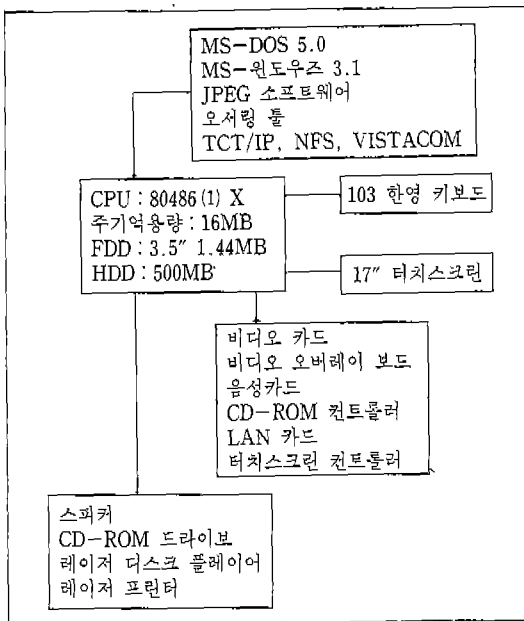 MS-DOS 5.0
MS-윈도우즈 3.1
JPEG 소프트웨어
오서링 툴
TCT/IP, NFS, VISTACOM
CPU : 80486(1) X
주기억용량 : 16MB
FDD : 3.5" 1.44MB
HDD : 500MB
103 한영 키보드
17" 터치스크린
비디오 카드
비디오 오버레이 보드
음성카드
CD-ROM 컨트롤러
LAN 카드
터치스크린 컨트롤러
스피커
CD-ROM 드라이브
레이저 디스크 플레이어
레이저 프린터